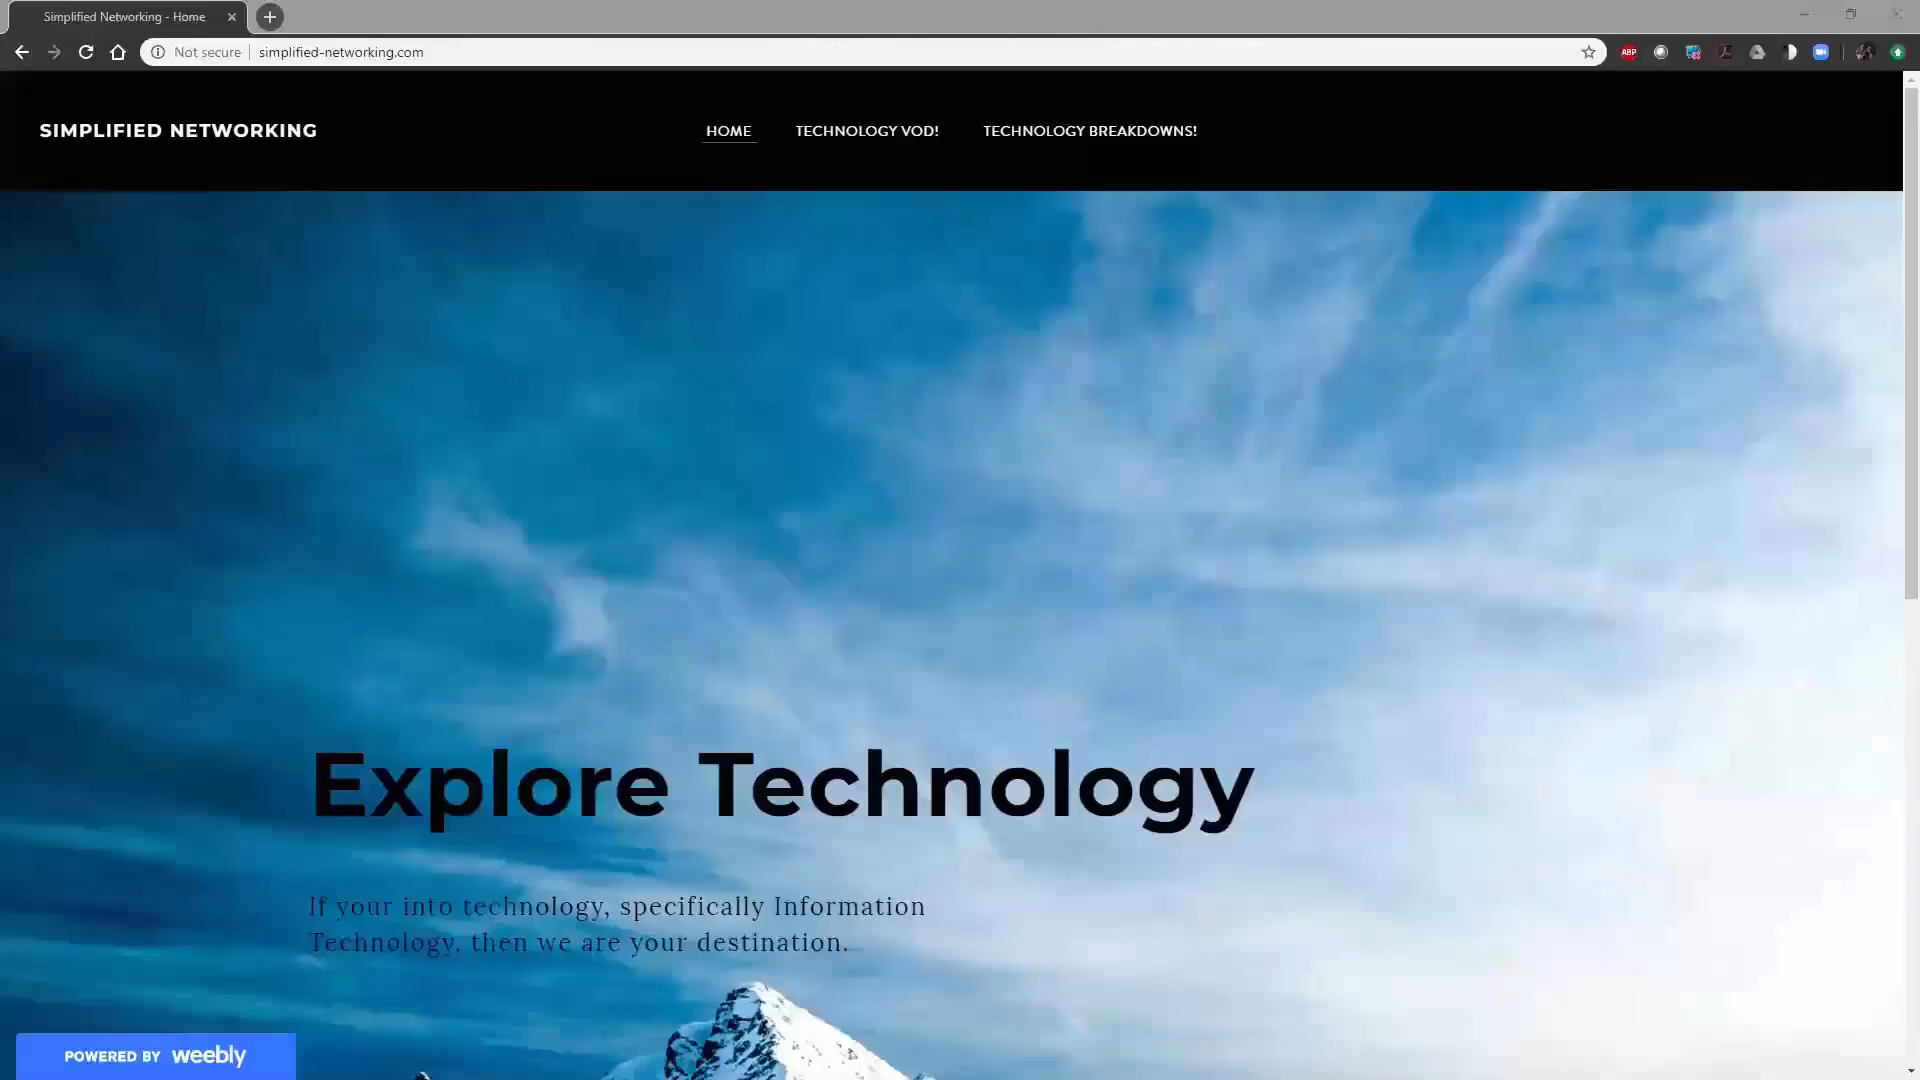 Simplified Networking - Home
Not secure
simplified-networking.com
ABP
SIMPLIFIED NETWORKING
HOME
TECHNOLOGY VOD!
TECHNOLOGY BREAKDOWNS!
Explore Technology
If your into technology, specifically Information
Technology, then we are your destination.
POWERED BY weebly